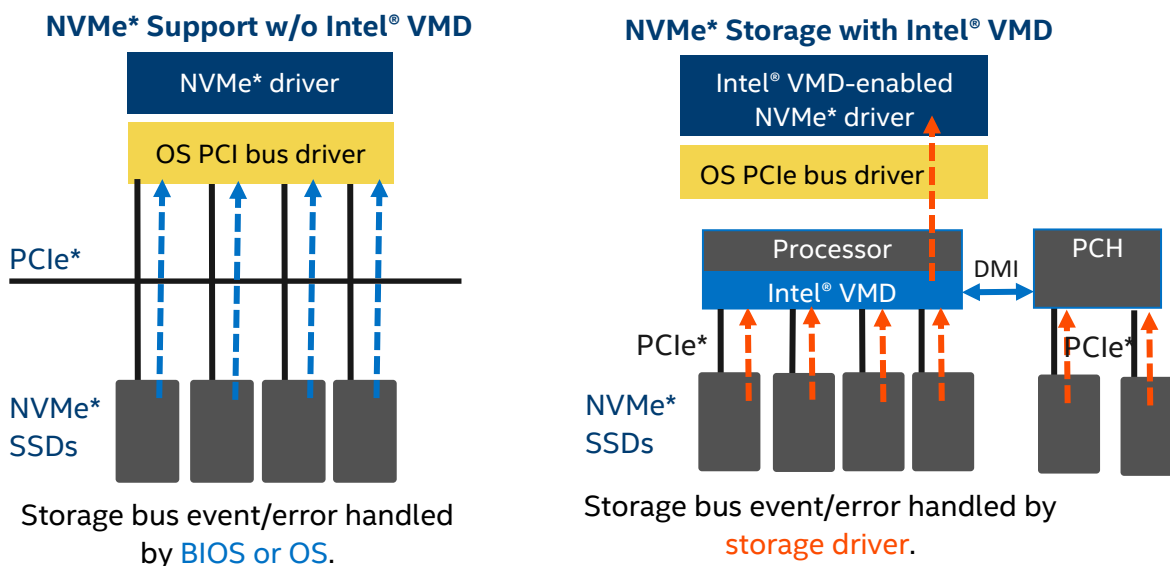 NVMe* Support w/o Intel® VMD
NVMe* driver
OS PCI bus driver
PCIe*
NVMe*
SSDs
Storage bus event/error handled
by BIOS or OS.
NVMe* Storage with Intel® VMD
Intel® VMD-enabled
NVMe* driver
OS PCIe bus driver
Processor
Intel® VMD
DMI
PCH
PCIe*
PCIe*
NVMe*
SSDs
Storage bus event/error handled by
storage driver.